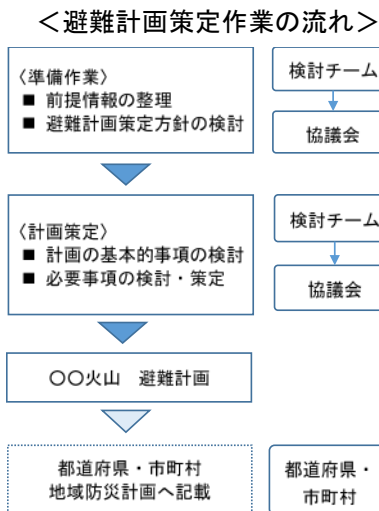 ＜避難計画策定作業の流れ＞
〈準備作業〉
■ 前提情報の整理
■ 避難計画策定方針の検討
検討チーム
協議会
〈計画策定〉
■ 計画の基本的事項の検討
■ 必要事項の検討・策定
検討チーム
協議会
〇〇火山　避難計画
都道府県・市町村
地域防災計画へ記載
都道府県・
市町村